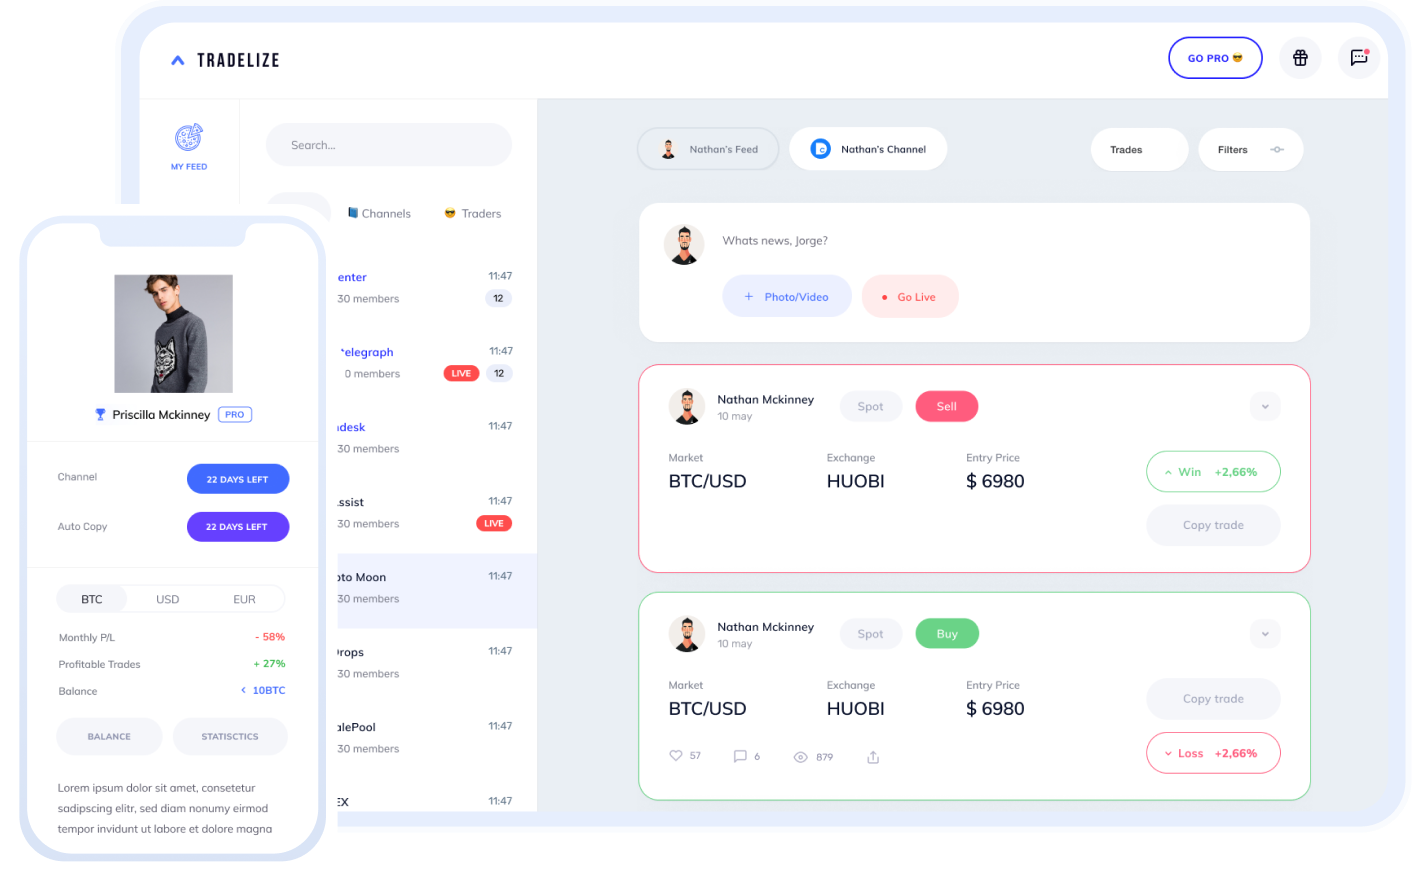 TRADELIZE
GO PRO
MY FEED
Search...
Channels
Traders
enter
11:47
30 members
12
elegraph
11:47
0 members
LIVE
12
desk
11:47
30 members
ssist
11:47
30 members
LIVE
oto Moon
11:47
30 members
rops
11:47
30 members
alePool
11:47
30 members
EX
11:47
Nathan's Feed
Nathan's Channel
Trades
Filters
Whats news, Jorge?
+ Photo/Video
Go Live
Nathan Mckinney
10 may
Spot
Sell
Market
Exchange
Entry Price
BTC/USD
HUOBI
$ 6980
Win +2,66%
Copy trade
Nathan Mckinney
10 may
Spot
Buy
Market
Exchange
Entry Price
BTC/USD
HUOBI
$ 6980
Copy trade
Loss +2,66%
57
6
879
Priscilla Mckinney
PRO
Channel
22 DAYS LEFT
Auto Copy
22 DAYS LEFT
BTC
USD
EUR
Monthly P/L
- 58%
Profitable Trades
+ 27%
Balance
< 10BTC
BALANCE
STATISCTICS
Lorem ipsum dolor sit amet, consetetur
sadipscing elitr, sed diam nonumy eirmod
tempor invidunt ut labore et dolore magna